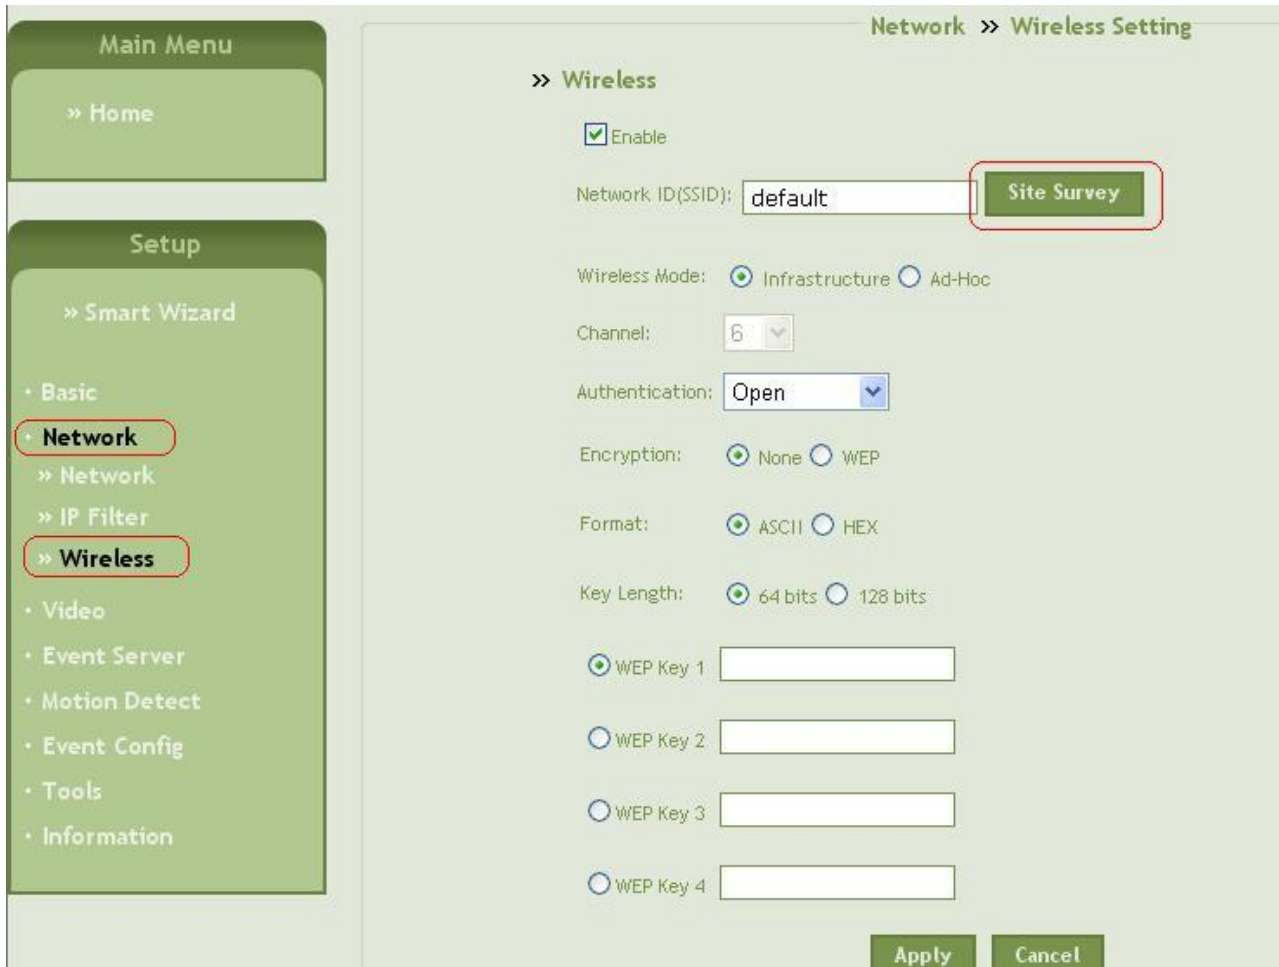 Main Menu
» Home
Setup
» Smart Wizard
· Basic
· Network
» Network
» IP Filter
» Wireless
· Video
· Event Server
· Motion Detect
· Event Config
· Tools
· Information
Network » Wireless Setting
» Wireless
Enable
Network ID(SSID): default Site Survey
Wireless Mode: Infrastructure Ad-Hoc
Channel: 6
Authentication: Open
Encryption: None WEP
Format: ASCII HEX
Key Length: 64 bits 128 bits
WEP Key 1
WEP Key 2
WEP Key 3
WEP Key 4
Apply Cancel